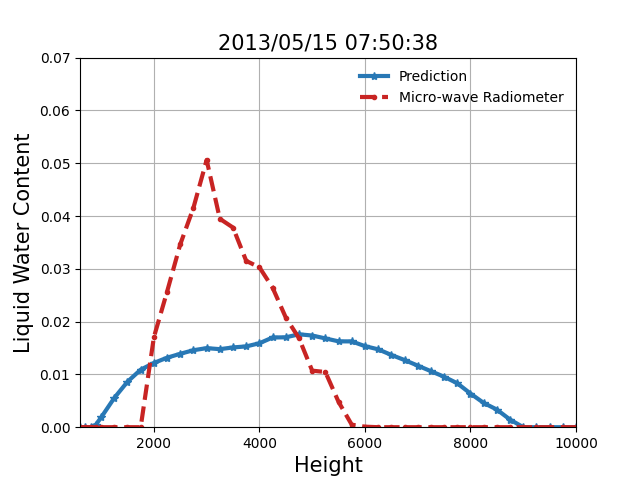 2013/05/15 07:50:38
0.07
0.06
0.05
0.04
0.03
0.02
0.01
0.00
Liquid Water Content
Prediction
Micro-wave Radiometer
2000 4000 6000 8000 10000
Height